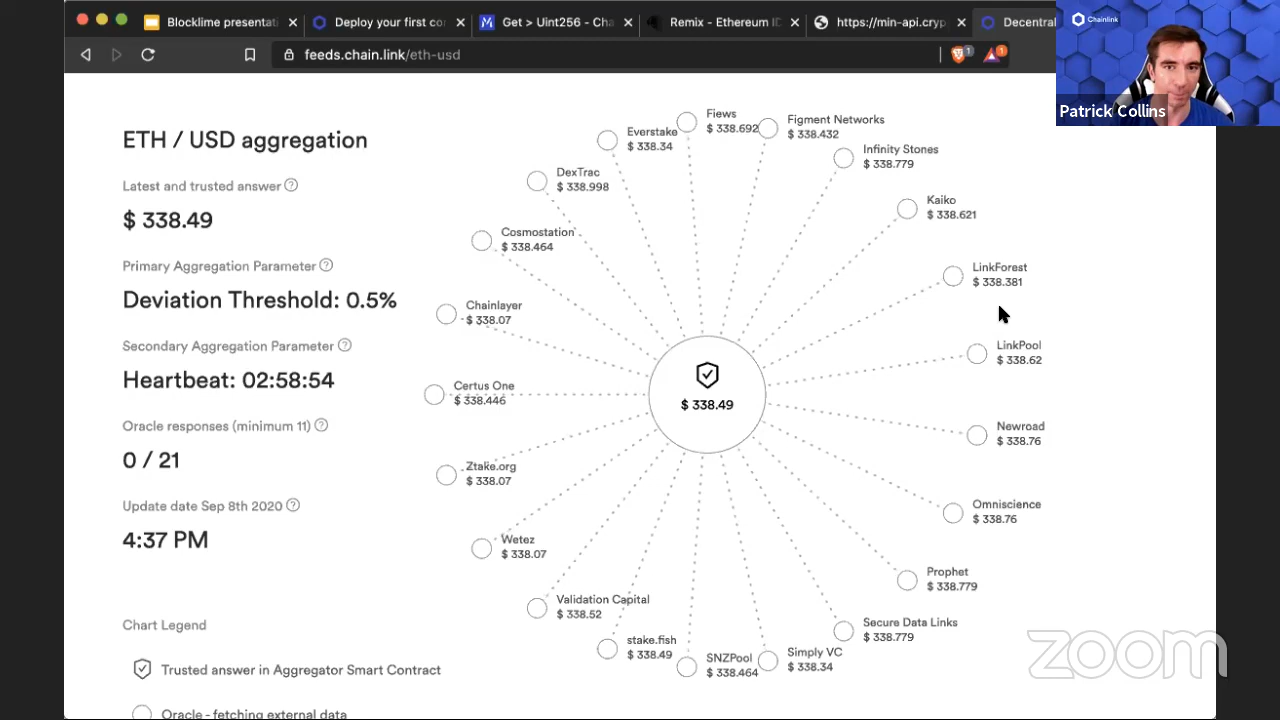 Blocklime presentati
Deploy your first co
Get > Uint256 - Cha
Remix - Ethereum ID
https://min-api.cryp
Decentral
feeds.chain.link/eth-usd
1
1
Chainlink
Patrick Collins
ETH / USD aggregation
Latest and trusted answer
$ 338.49
Primary Aggregation Parameter
Deviation Threshold: 0.5%
Secondary Aggregation Parameter
Heartbeat: 02:58:54
Oracle responses (minimum 11)
0 / 21
Update date Sep 8th 2020
4:37 PM
Chart Legend
Trusted answer in Aggregator Smart Contract
Oracle - fetching external data
Fiews
$ 338.692
Figment Networks
$ 338.432
Infinity Stones
$ 338.779
Kaiko
$ 338.621
LinkForest
$ 338.381
LinkPool
$ 338.62
Newroad
$ 338.76
Omniscience
$ 338.76
Prophet
$ 338.779
Secure Data Links
$ 338.779
Simply VC
$ 338.34
SNZPool
$ 338.464
stake.fish
$ 338.49
Validation Capital
$ 338.52
Wetez
$ 338.07
Ztake.org
$ 338.07
Certus One
$ 338.446
Chainlayer
$ 338.07
Cosmostation
$ 338.464
DexTrac
$ 338.998
Everstake
$ 338.34
$ 338.49
zoom